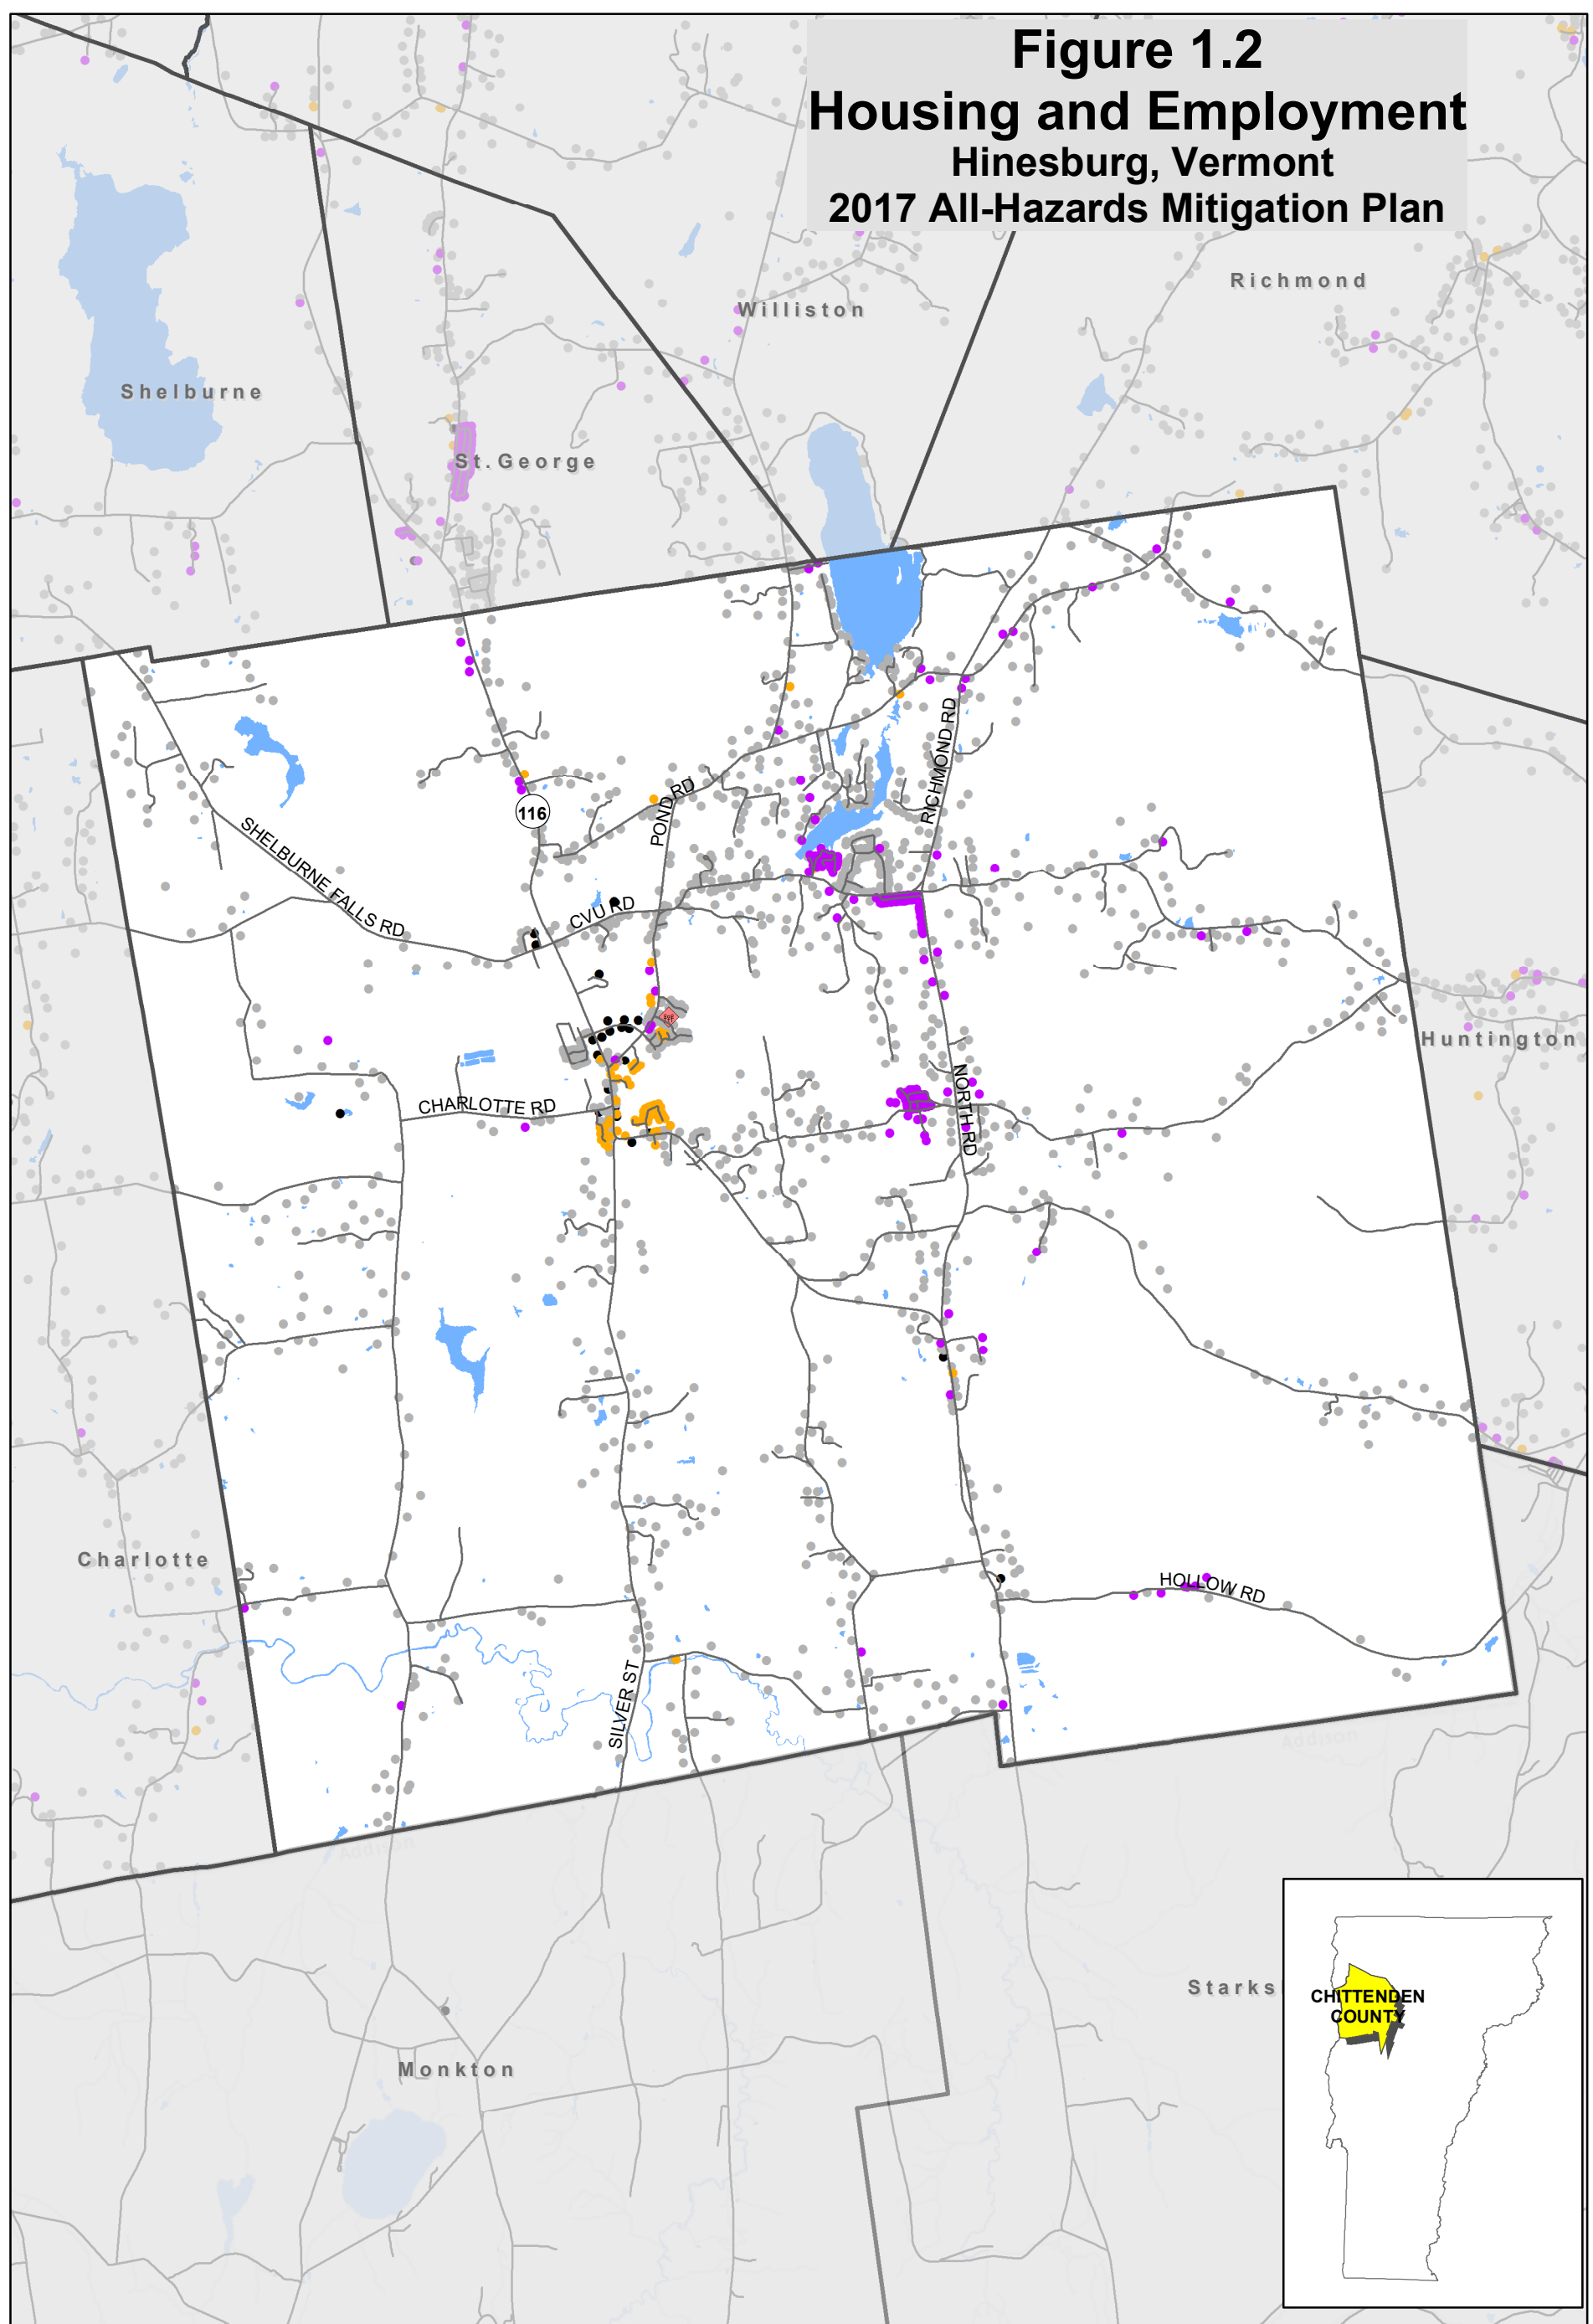 Figure 1.2
Housing and Employment
Hinesburg, Vermont
2017 All-Hazards Mitigation Plan
Richmond
Williston
Shelburne
St.George
RICHMOND RD
POND RD
116
SHELBURNE FALLS RD
CVU RD
Huntington
CHARLOTTE RD
NORTH RD
Charlotte
HOLLOW RD
SILVER ST
Addison
Addison
Starks
CHITTENDEN
COUNTY
Monkton